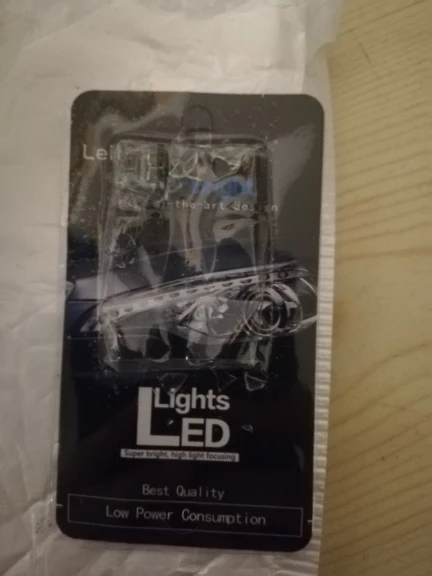 Lights
LED
Super bright, high light focusing
Best Quality
Low Power Consumption